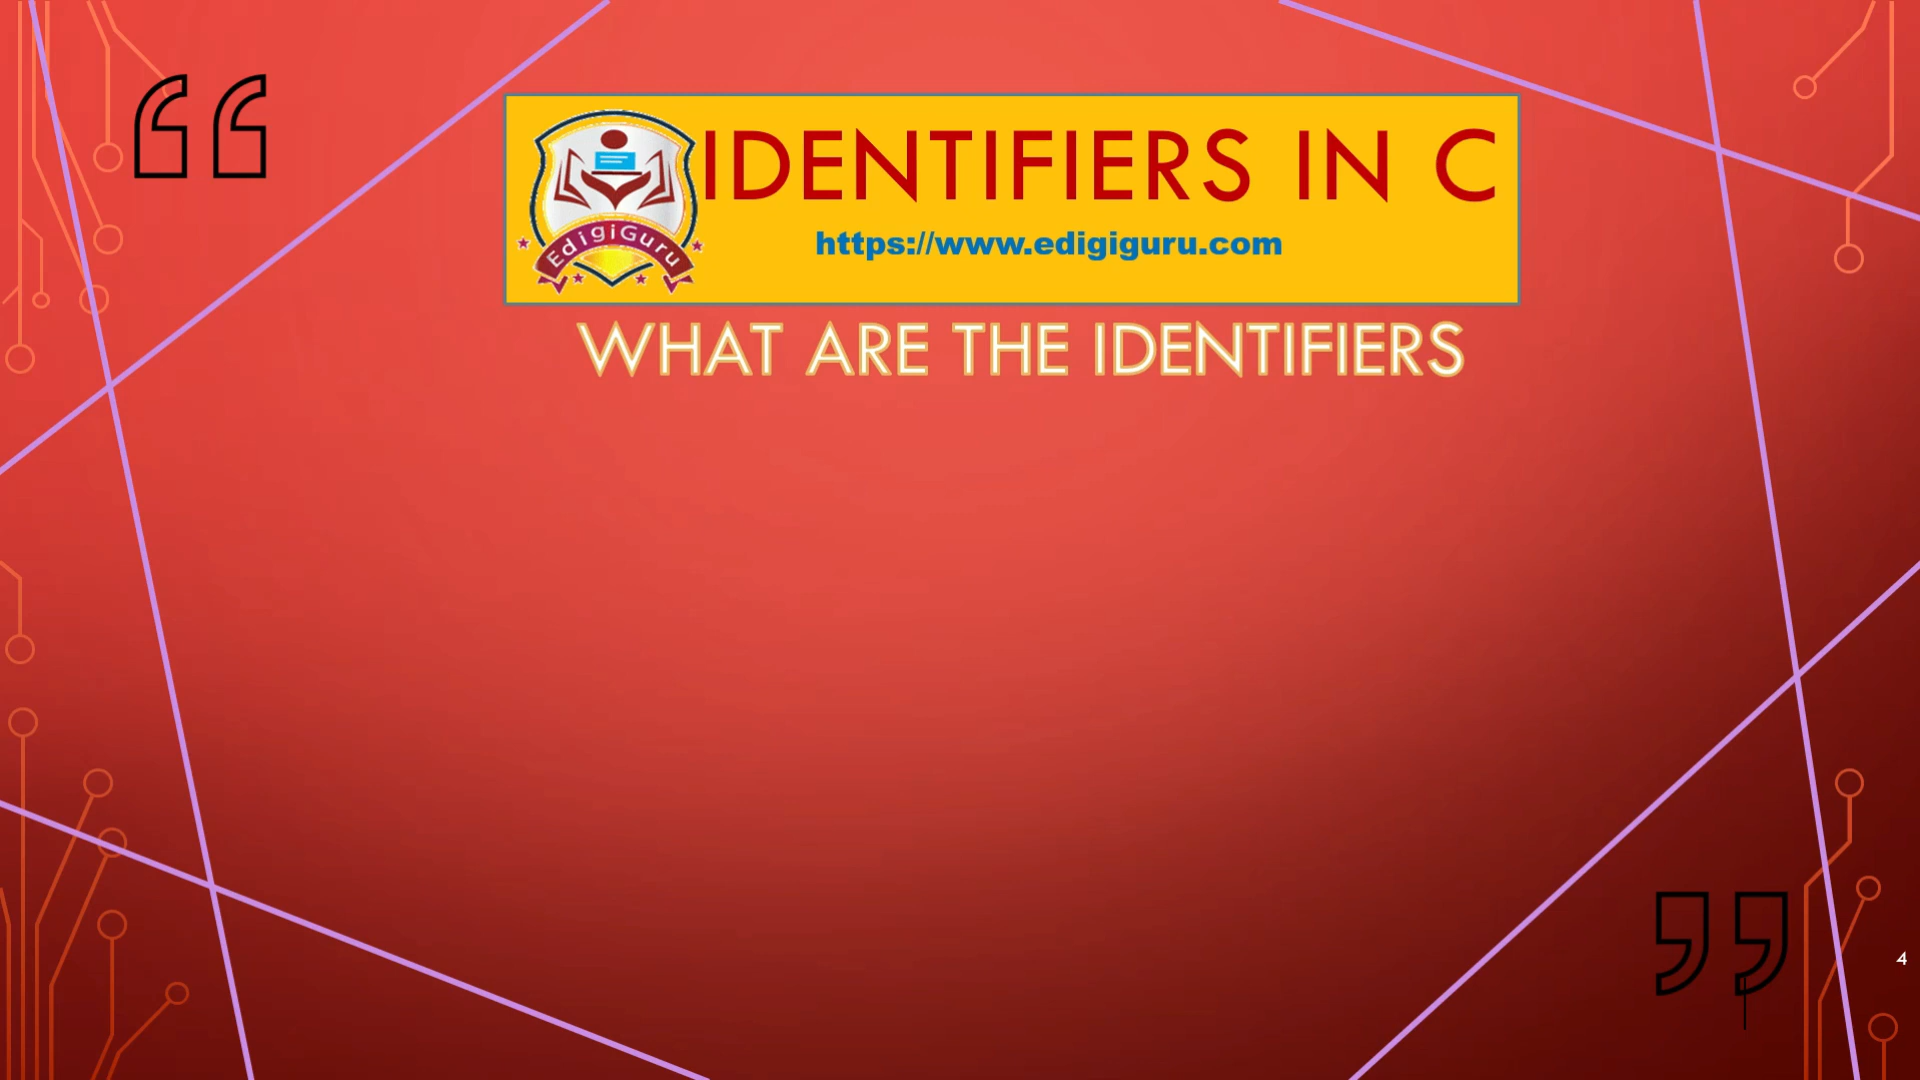 “
IDENTIFIERS IN C
EdigiGuru
https://www.edigiguru.com
WHAT ARE THE IDENTIFIERS
”
4